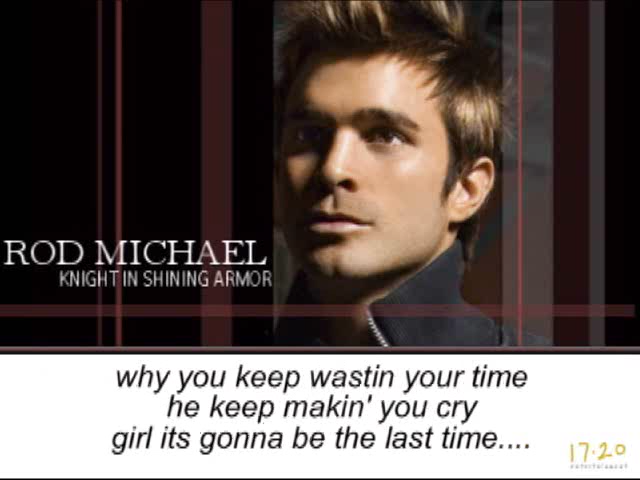 ROD MICHAEL
KNIGHT IN SHINING ARMOR
why you keep wastin your time
he keep makin' you cry
girl its gonna be the last time....
17·20
entertainment